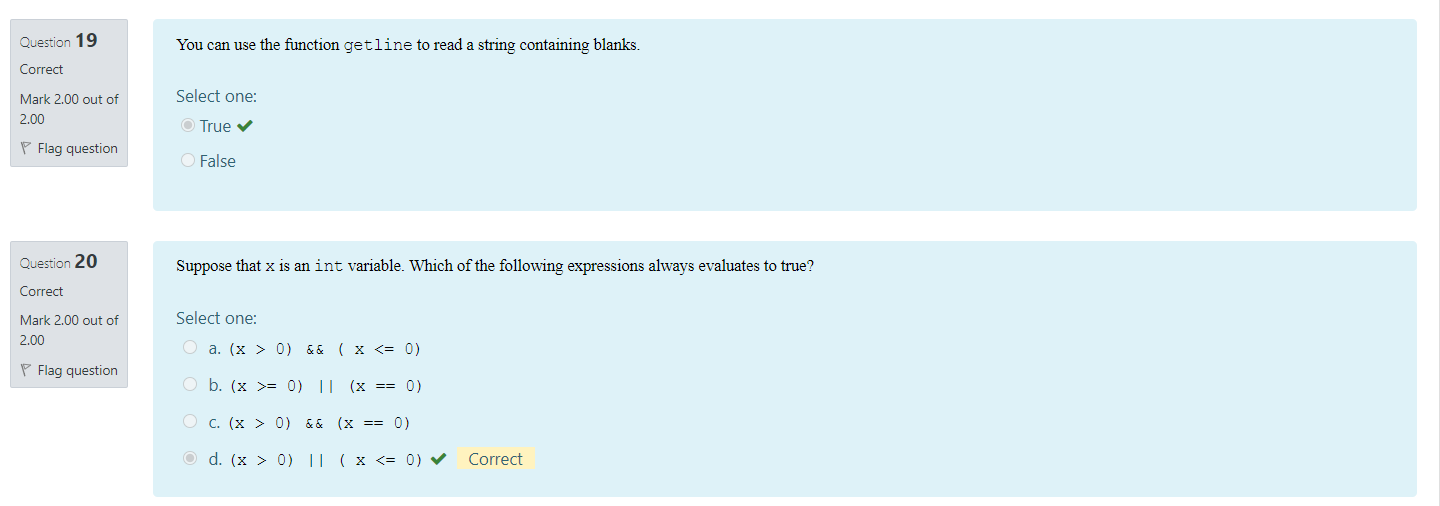 Question 19
Correct
Mark 2.00 out of
2.00
Flag question
You can use the function getline to read a string containing blanks.
Select one:
True
False
Question 20
Correct
Mark 2.00 out of
2.00
Flag question
Suppose that x is an int variable. Which of the following expressions always evaluates to true?
Select one:
a. (x > 0) && ( x <= 0)
b. (x >= 0) || (x == 0)
c. (x > 0) && (x == 0)
d. (x > 0) || ( x <= 0) Correct